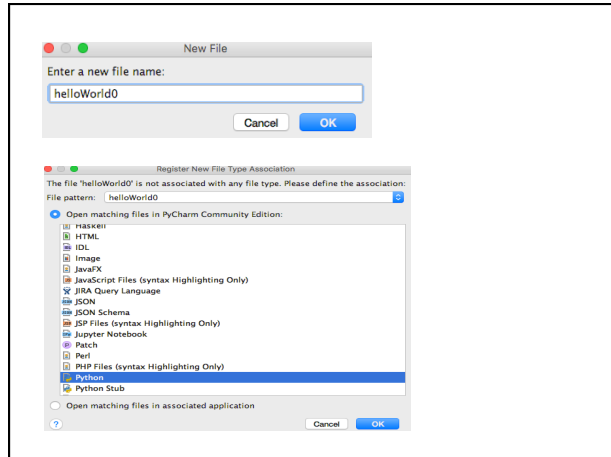 New File
Enter a new file name:
helloWorld0
Cancel
OK
Register New File Type Association
The file 'helloWorld0' is not associated with any file type. Please define the association:
File pattern: helloWorld0
Open matching files in PyCharm Community Edition:
Haskell
HTML
IDL
Image
JavaFX
JavaScript Files (syntax Highlighting Only)
JIRA Query Language
JSON
JSON Schema
JSP Files (syntax Highlighting Only)
Jupyter Notebook
Patch
Perl
PHP Files (syntax Highlighting Only)
Python
Python Stub
Open matching files in associated application
?
Cancel
OK